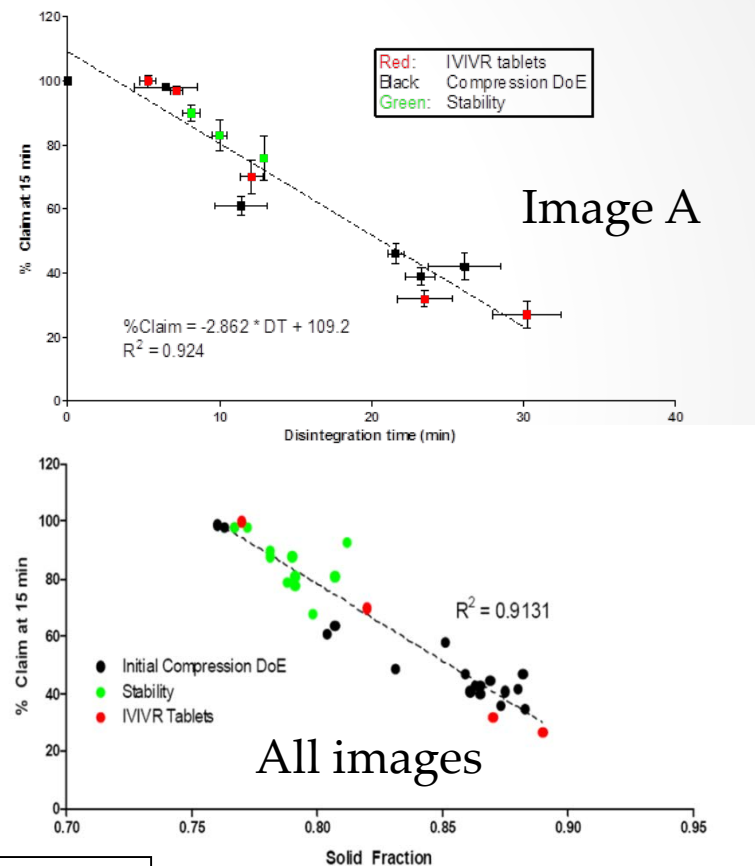 120
Red: IVIVR tablets
Black Compression DoE
Green: Stability
100
80
% Claim at 15 min
60
Image A
40
%Claim = -2.862 * DT + 109.2
R² = 0.924
20
0
0 10 20 30 40
Disintegration time (min)
120
100
80
% Claim at 15 min
R² = 0.9131
60
Initial Compression DoE
40
Stability
IVIVR Tablets
All images
20
0
0.70 0.75 0.80 0.85 0.90 0.95
Solid Fraction